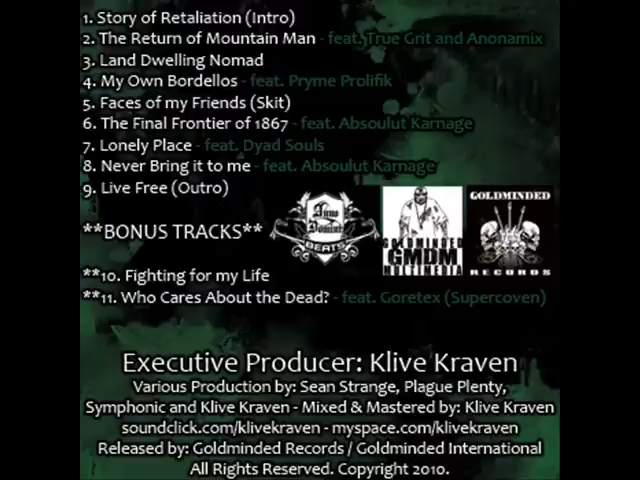 1. Story of Retaliation (Intro)
2. The Return of Mountain Man - feat. True Grit and Anonamix
3. Land Dwelling Nomad
4. My Own Bordellos - feat. Pryme Prolifik
5. Faces of my Friends (Skit)
6. The Final Frontier of 1867 - feat. Absoulut Karnage
7. Lonely Place - feat. Dyad Souls
8. Never Bring it to me - feat. Absoulut Karnage
9. Live Free (Outro)
**BONUS TRACKS**
Anno
Domini
BEATS
GOLDMINDED
GMDM
MULTIMEDIA
GOLDMINDED
RECORDS
**10. Fighting for my Life
**11. Who Cares About the Dead? - feat. Goretex (Supercoven)
Executive Producer: Klive Kraven
Various Production by: Sean Strange, Plague Plenty,
Symphonic and Klive Kraven - Mixed & Mastered by: Klive Kraven
soundclick.com/klivekraven - myspace.com/klivekraven
Released by: Goldminded Records / Goldminded International
All Rights Reserved. Copyright 2010.